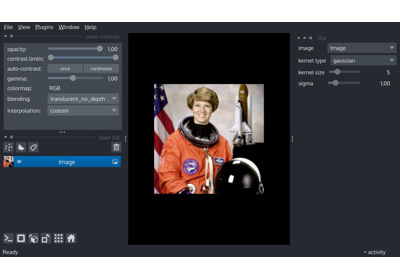 File View Plugins Window Help
layer controls
opacity: 1,00
contrast limits:
auto-contrast: once continuous
gamma: 1,00
colormap: RGB
blending: translucent_no_depth
interpolation: custom
layer list
Image
image Image
kernel type gaussian
kernel size 5
sigma 1,00
activity